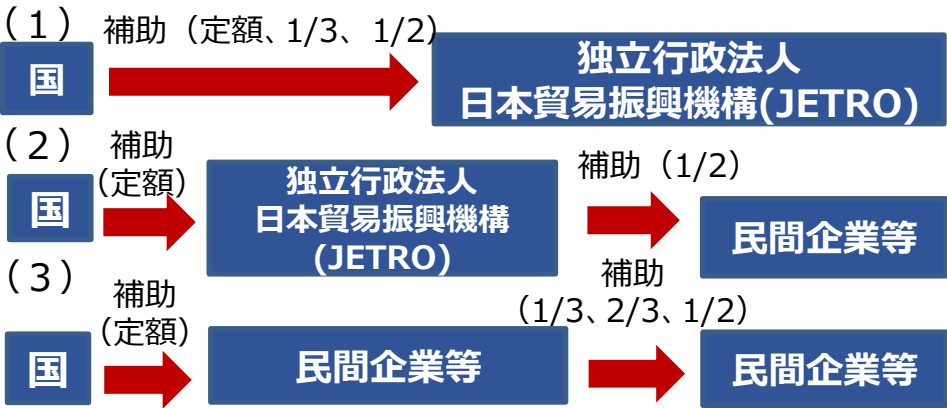 （１）
補助（定額、1/3、1/2）
国
独立行政法人
日本貿易振興機構(JETRO)
（２）
補助
（定額）
国
独立行政法人
日本貿易振興機構
(JETRO)
補助（1/2）
民間企業等
（３）
補助
（定額）
国
民間企業等
補助
（1/3、2/3、1/2）
民間企業等